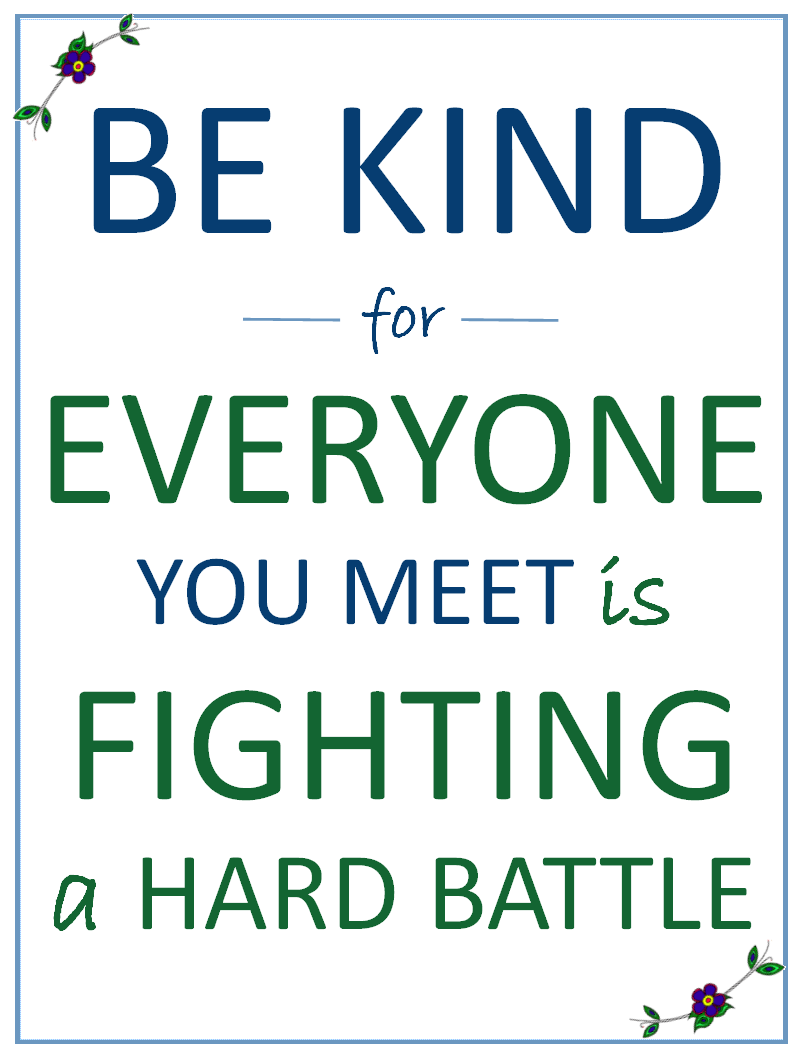 BE KIND
for
EVERYONE
YOU MEET is
FIGHTING
a HARD BATTLE